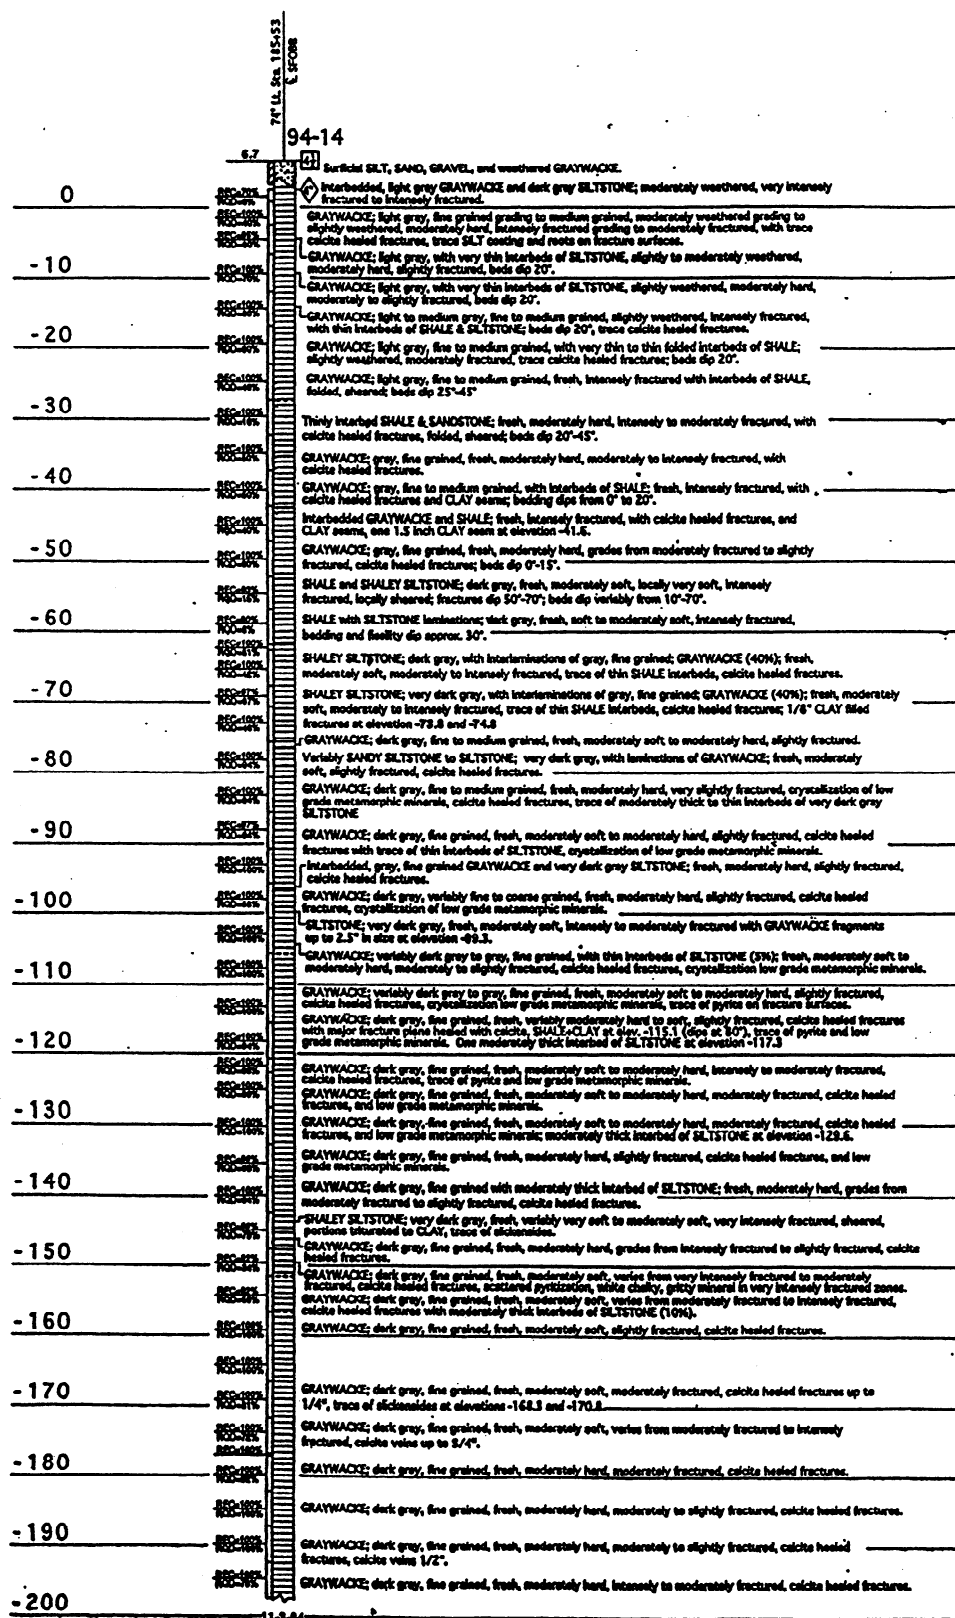 74' Lt. Sta. 185+53
℄ SFOBB
94-14
6.7
Surficial SILT, SAND, GRAVEL, and weathered GRAYWACKE.
0
Interbedded, light gray GRAYWACKE and dark gray SILTSTONE; moderately weathered, very intensely
fractured to intensely fractured.
GRAYWACKE; light gray, fine grained grading to medium grained, moderately weathered grading to
slightly weathered, moderately hard, intensely fractured grading to moderately fractured, with trace
calcite healed fractures, trace SILT coating and roots on fracture surfaces.
GRAYWACKE; light gray, with very thin interbeds of SILTSTONE, slightly to moderately weathered,
moderately hard, slightly fractured, beds dip 20°.
-10
GRAYWACKE; light gray, with very thin interbeds of SILTSTONE, slightly weathered, moderately hard,
moderately to slightly fractured, beds dip 20°.
GRAYWACKE; light to medium gray, fine to medium grained, slightly weathered, intensely fractured,
with thin interbeds of SHALE & SILTSTONE; beds dip 20°, trace calcite healed fractures.
-20
GRAYWACKE; light gray, fine to medium grained, with very thin to thin folded interbeds of SHALE;
slightly weathered, moderately fractured, trace calcite healed fractures; beds dip 20°.
GRAYWACKE; light gray, fine to medium grained, fresh, intensely fractured with interbeds of SHALE,
folded, sheared; beds dip 25°-45°
-30
Thinly interbed SHALE & SANDSTONE; fresh, moderately hard, intensely to moderately fractured, with
calcite healed fractures, folded, sheared; beds dip 20°-45°.
GRAYWACKE; gray, fine grained, fresh, moderately hard, moderately to intensely fractured, with
calcite healed fractures.
-40
GRAYWACKE; gray, fine to medium grained, with interbeds of SHALE; fresh, intensely fractured, with
calcite healed fractures and CLAY seams; bedding dips from 0° to 20°.
Interbedded GRAYWACKE and SHALE; fresh, intensely fractured, with calcite healed fractures, and
CLAY seams, one 1.5 inch CLAY seam at elevation -41.6.
-50
GRAYWACKE; gray, fine grained, fresh, moderately hard, grades from moderately fractured to slightly
fractured, calcite healed fractures; beds dip 0°-15°.
SHALE and SHALEY SILTSTONE; dark gray, fresh, moderately soft, locally very soft, intensely
fractured, locally sheared; fractures dip 50°-70°; beds dip variably from 10°-70°.
-60
SHALE with SILTSTONE laminations; dark gray, fresh, soft to moderately soft, intensely fractured,
bedding and fissility dip approx. 30°.
SHALEY SILTSTONE; dark gray, with interlaminations of gray, fine grained; GRAYWACKE (40%); fresh,
moderately soft, moderately to intensely fractured, trace of thin SHALE interbeds, calcite healed fractures.
-70
SHALEY SILTSTONE; very dark gray, with interlaminations of gray, fine grained; GRAYWACKE (40%); fresh, moderately
soft, moderately to intensely fractured, trace of thin SHALE interbeds, calcite healed fractures; 1/8" CLAY filled
fractures at elevation -73.8 and -74.8
GRAYWACKE; dark gray, fine to medium grained, fresh, moderately soft to moderately hard, slightly fractured.
-80
Variably SANDY SILTSTONE to SILTSTONE; very dark gray, with laminations of GRAYWACKE; fresh, moderately
soft, slightly fractured, calcite healed fractures.
GRAYWACKE; dark gray, fine to medium grained, fresh, moderately hard, very slightly fractured, crystallization of low
grade metamorphic minerals, calcite healed fractures, trace of moderately thick to thin interbeds of very dark gray
SILTSTONE
-90
GRAYWACKE; dark gray, fine grained, fresh, moderately soft to moderately hard, slightly fractured, calcite healed
fractures with trace of thin interbeds of SILTSTONE, crystallization of low grade metamorphic minerals.
Interbedded, gray, fine grained GRAYWACKE and very dark gray SILTSTONE; fresh, moderately hard, slightly fractured,
calcite healed fractures.
-100
GRAYWACKE; dark gray, variably fine to coarse grained, fresh, moderately hard, slightly fractured, calcite healed
fractures, crystallization of low grade metamorphic minerals.
SILTSTONE; very dark gray, fresh, moderately soft, intensely to moderately fractured with GRAYWACKE fragments
up to 2.5" in size at elevation -99.3.
GRAYWACKE; variably dark gray to gray, fine grained, with thin interbeds of SILTSTONE (5%); fresh, moderately soft to
moderately hard, moderately to slightly fractured, calcite healed fractures, crystallization low grade metamorphic minerals.
-110
GRAYWACKE; variably dark gray to gray, fine grained, fresh, moderately soft to moderately hard, slightly fractured,
calcite healed fractures, crystallization low grade metamorphic minerals, trace of pyrite on fracture surfaces.
GRAYWACKE; dark gray, fine grained, fresh, variably moderately hard to soft, slightly fractured, calcite healed fractures
with major fracture plane healed with calcite, SHALE+CLAY at elev. -115.1 (dips at 80°), trace of pyrite and low
grade metamorphic minerals. One moderately thick interbed of SILTSTONE at elevation -117.3
-120
GRAYWACKE; dark gray, fine grained, fresh, moderately soft to moderately hard, intensely to moderately fractured,
calcite healed fractures, trace of pyrite and low grade metamorphic minerals.
GRAYWACKE; dark gray, fine grained, fresh, moderately soft to moderately hard, moderately fractured, calcite healed
fractures, and low grade metamorphic minerals.
-130
GRAYWACKE; dark gray, fine grained, fresh, moderately soft to moderately hard, moderately fractured, calcite healed
fractures, and low grade metamorphic minerals; moderately thick interbed of SILTSTONE at elevation -129.6.
GRAYWACKE; dark gray, fine grained, fresh, moderately hard, slightly fractured, calcite healed fractures, and low
grade metamorphic minerals.
-140
GRAYWACKE; dark gray, fine grained with moderately thick interbed of SILTSTONE; fresh, moderately hard, grades from
moderately fractured to slightly fractured, calcite healed fractures.
SHALEY SILTSTONE; very dark gray, fresh, variably very soft to moderately soft, very intensely fractured, sheared,
portions triturated to CLAY, trace of slickensides.
-150
GRAYWACKE; dark gray, fine grained, fresh, moderately hard, grades from intensely fractured to slightly fractured, calcite
healed fractures.
GRAYWACKE; dark gray, fine grained, fresh, moderately soft, varies from very intensely fractured to moderately
fractured, calcite healed fractures, scattered pyritization, white chalky, gritty mineral in very intensely fractured zones.
GRAYWACKE; dark gray, fine grained, fresh, moderately soft, varies from moderately fractured to intensely fractured,
calcite healed fractures with moderately thick interbeds of SILTSTONE (10%).
-160
GRAYWACKE; dark gray, fine grained, fresh, moderately soft, slightly fractured, calcite healed fractures.
-170
GRAYWACKE; dark gray, fine grained, fresh, moderately soft, moderately fractured, calcite healed fractures up to
1/4", trace of slickensides at elevations -168.3 and -170.8
GRAYWACKE; dark gray, fine grained, fresh, moderately soft, varies from moderately fractured to intensely
fractured, calcite veins up to 3/4".
-180
GRAYWACKE; dark gray, fine grained, fresh, moderately hard, moderately fractured, calcite healed fractures.
GRAYWACKE; dark gray, fine grained, fresh, moderately hard, moderately to slightly fractured, calcite healed fractures.
-190
GRAYWACKE; dark gray, fine grained, fresh, moderately hard, moderately to slightly fractured, calcite healed
fractures, calcite veins 1/2".
GRAYWACKE; dark gray, fine grained, fresh, moderately hard, intensely to moderately fractured, calcite healed fractures.
-200